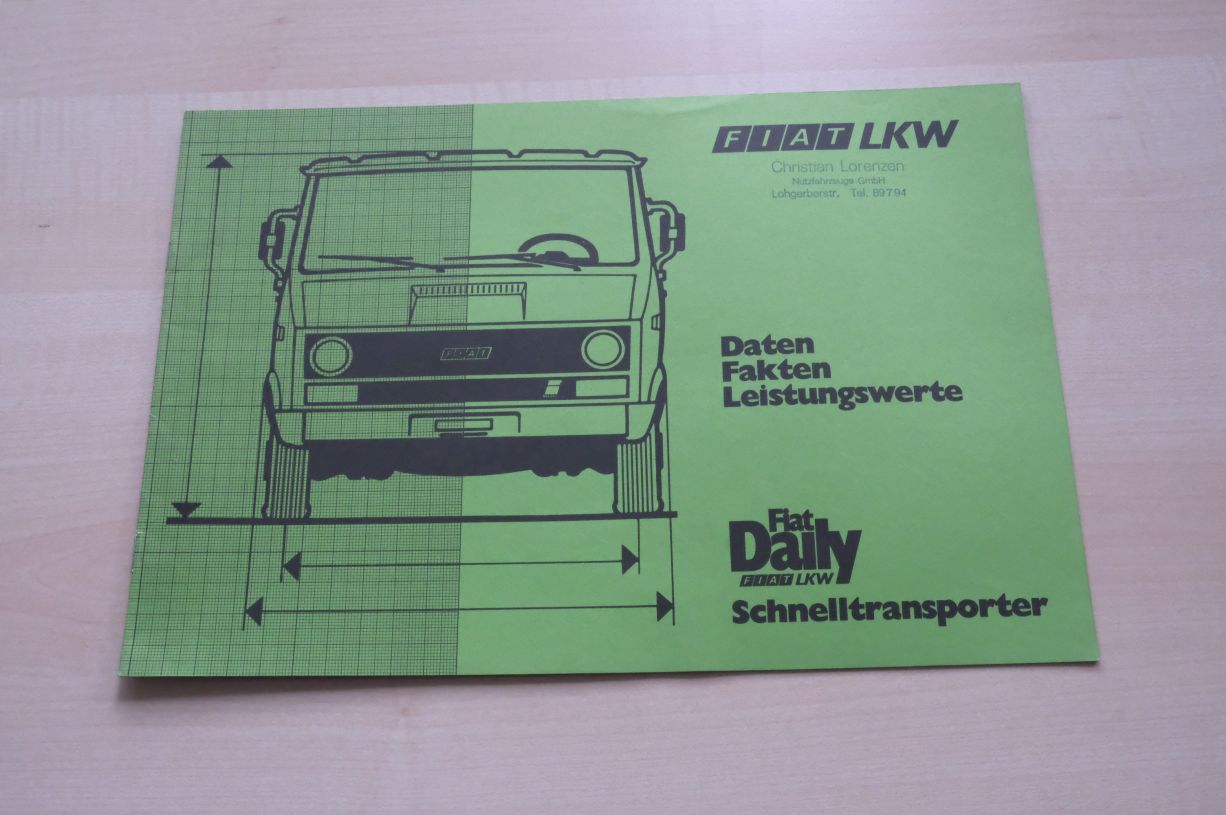 FIAT LKW
Christian Lorenzen
Nutzfahrzeuge GmbH
Lohgerberstr. Tel. 89794
FIAT
Daten
Fakten
Leistungswerte
Fiat
Daily
FIAT LKW
Schnelltransporter